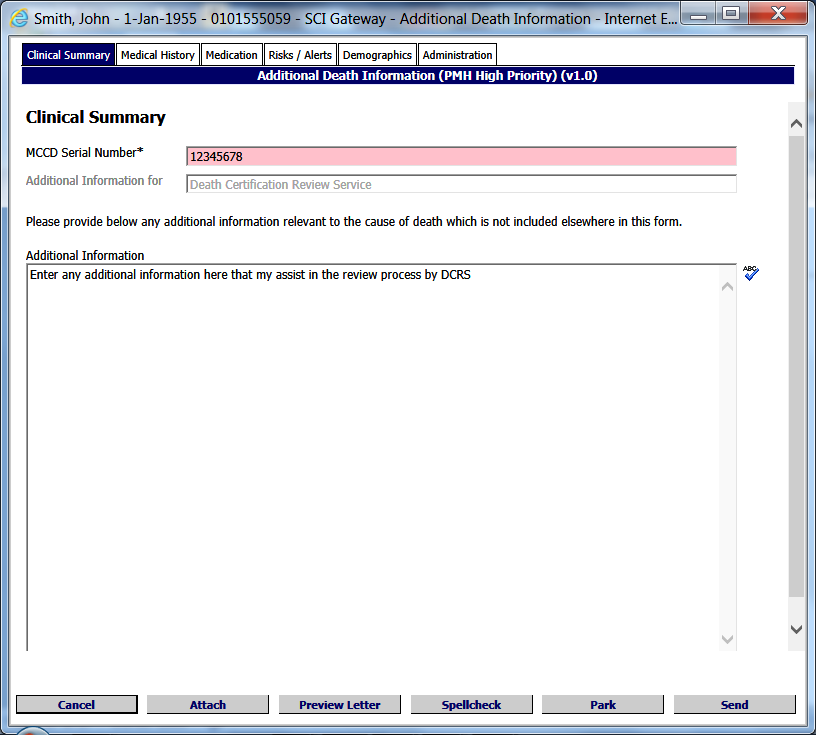 Smith, John - 1-Jan-1955 - 0101555059 - SCI Gateway - Additional Death Information - Internet E...
Clinical Summary Medical History Medication Risks / Alerts Demographics Administration
Additional Death Information (PMH High Priority) (v1.0)
Clinical Summary
MCCD Serial Number* 12345678
Additional Information for Death Certification Review Service
Please provide below any additional information relevant to the cause of death which is not included elsewhere in this form.
Additional Information
Enter any additional information here that my assist in the review process by DCRS
ABC
Cancel Attach Preview Letter Spellcheck Park Send